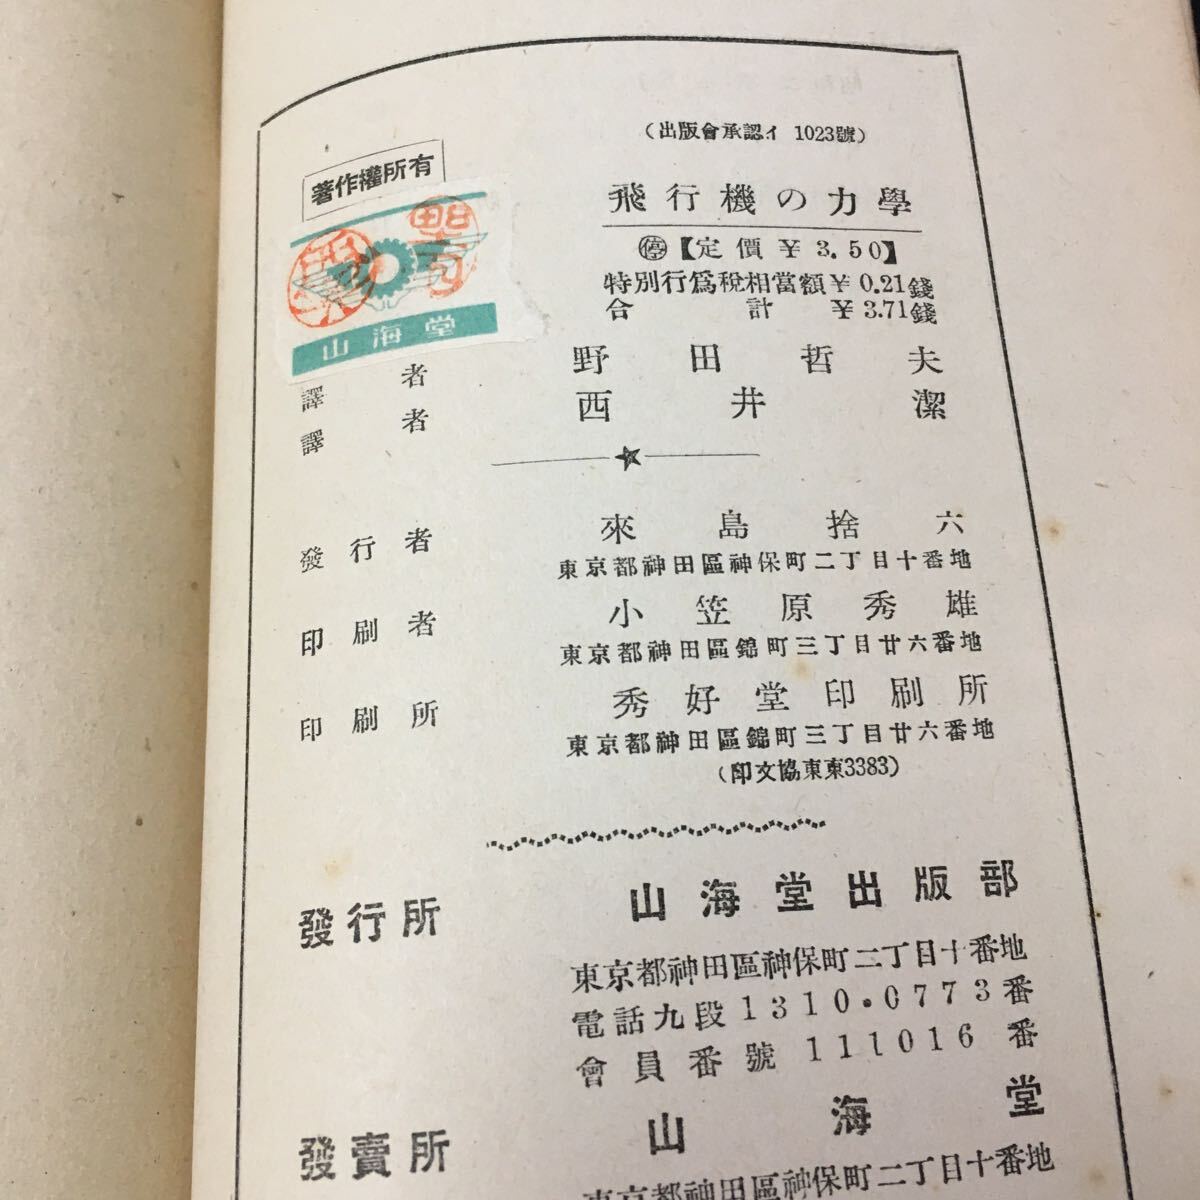 （出版會承認イ 1023號）
著作權所有
飛行機の力學
㊡【定價 ￥3.50】
特別行爲稅相當額￥0.21錢
合計 ￥3.71錢
山海堂
譯者 野田哲夫
譯者 西井潔
發行者 來島捨六
東京都神田區神保町二丁目十番地
印刷者 小笠原秀雄
東京都神田區錦町三丁目廿六番地
印刷所 秀好堂印刷所
東京都神田區錦町三丁目廿六番地
（印文協東東3383）
發行所 山海堂出版部
東京都神田區神保町二丁目十番地
電話九段1310・0773番
會員番號 111016番
發賣所 山海堂
東京都神田區神保町二丁目十番地